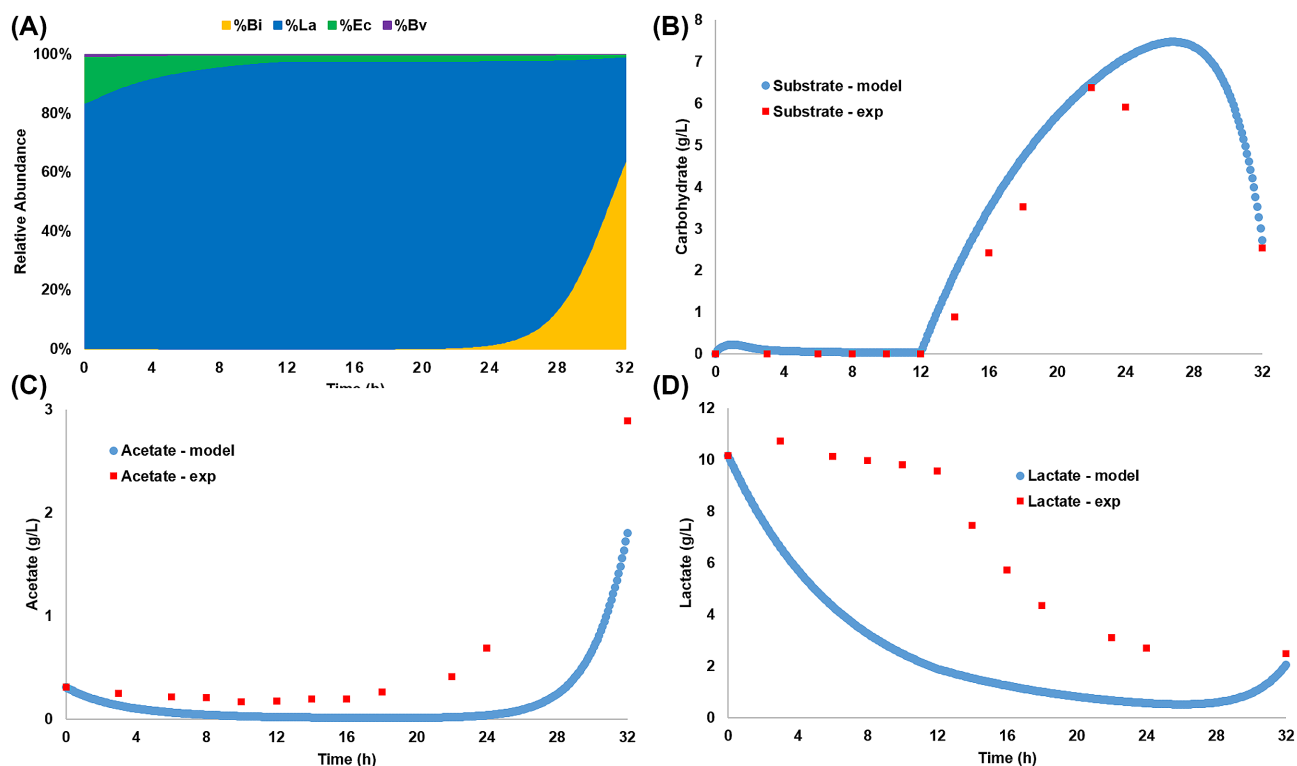 (A)
%Bi %La %Ec %Bv
100%
80%
60%
40%
20%
0%
Relative Abundance
0 4 8 12 16 20 24 28 32
Time (h)
(B)
8
7
6
5
4
3
2
1
0
Carbohydrate (g/L)
Substrate - model
Substrate - exp
0 4 8 12 16 20 24 28 32
(C)
3
2
1
0
Acetate (g/L)
Acetate - model
Acetate - exp
0 4 8 12 16 20 24 28 32
Time (h)
(D)
12
10
8
6
4
2
0
Lactate (g/L)
Lactate - model
Lactate - exp
0 4 8 12 16 20 24 28 32
Time (h)